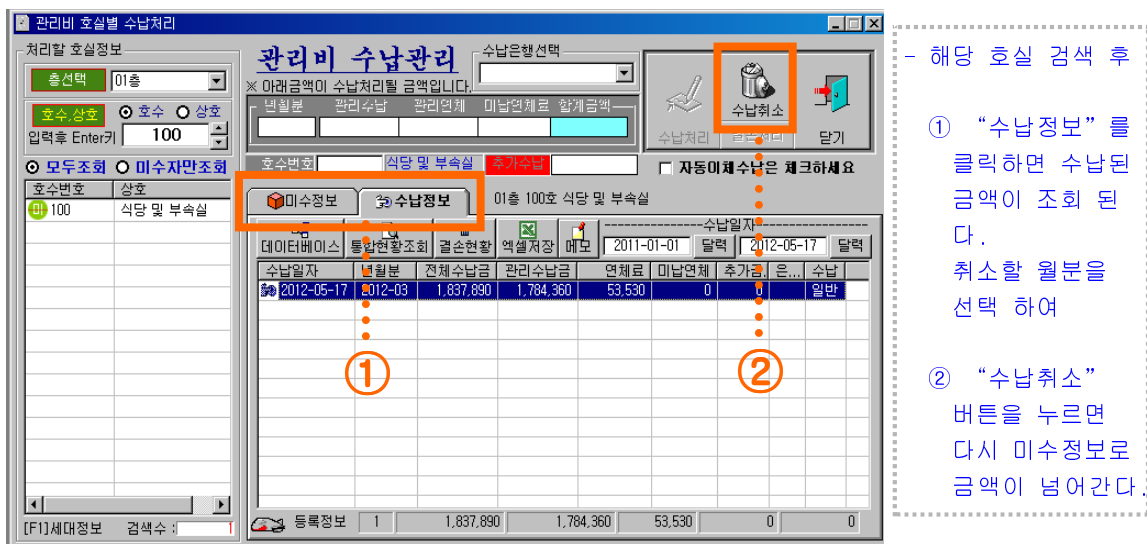 관리비 호실별 수납처리
처리할 호실정보
층선택 01층
호수,상호 호수 상호
입력후 Enter키 100
모두조회 미수자만조회
호수번호 상호
미 100 식당 및 부속실
[F1]세대정보 검색수 : 1
관리비 수납관리
※ 아래금액이 수납처리될 금액입니다.
수납은행선택
년월분 관리수납 관리연체 미납연체료 합계금액
수납처리 수납취소 닫기
호수번호 식당 및 부속실 추가수납 자동이체수납은 체크하세요
미수정보 수납정보 01층 100호 식당 및 부속실
수납일자
데이터베이스 통합현황조회 결손현황 엑셀저장 메모 2011-01-01 달력 2012-05-17 달력
수납일자 년월분 전체수납금 관리수납금 연체료 미납연체 추가금. 은... 수납
2012-05-17 2012-03 1,837,890 1,784,360 53,530 0 0 일반
① ②
등록정보 1 1,837,890 1,784,360 53,530 0 0
- 해당 호실 검색 후
① “수납정보”를
클릭하면 수납된
금액이 조회 된
다.
취소할 월분을
선택 하여
② “수납취소”
버튼을 누르면
다시 미수정보로
금액이 넘어간다.